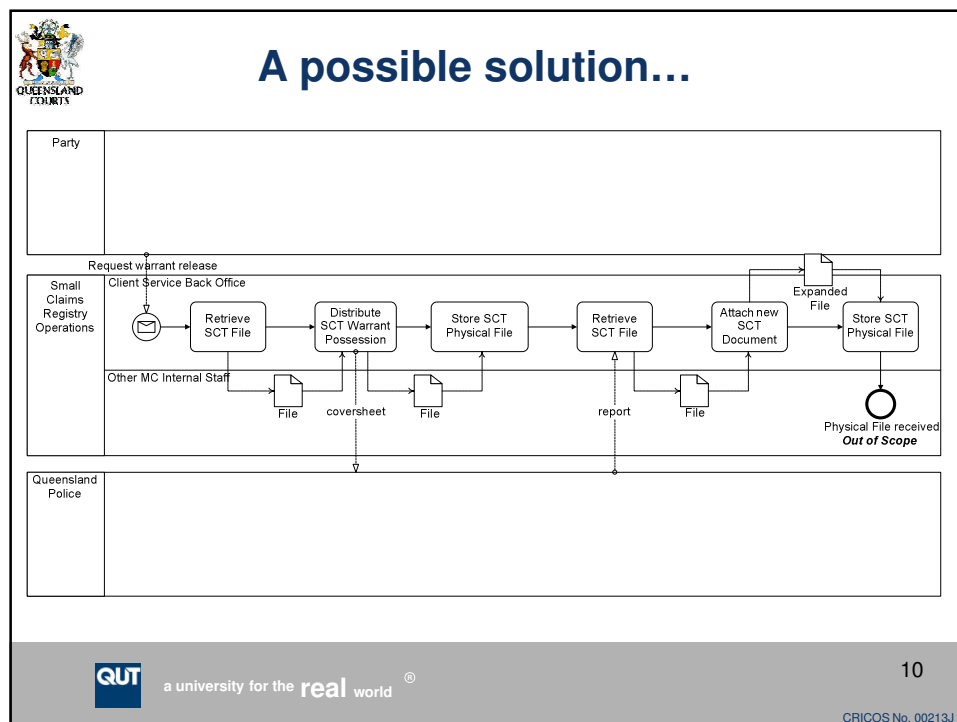 QUEENSLAND
COURTS
A possible solution…
Party
Request warrant release
Small
Claims
Registry
Operations
Client Service Back Office
Retrieve
SCT File
Distribute
SCT Warrant
Possession
Store SCT
Physical File
Retrieve
SCT File
Attach new
SCT
Document
Expanded
File
Store SCT
Physical File
Other MC Internal Staff
File
coversheet
File
report
File
Physical File received
Out of Scope
Queensland
Police
QUT
a university for the real world ®
10
CRICOS No. 00213J